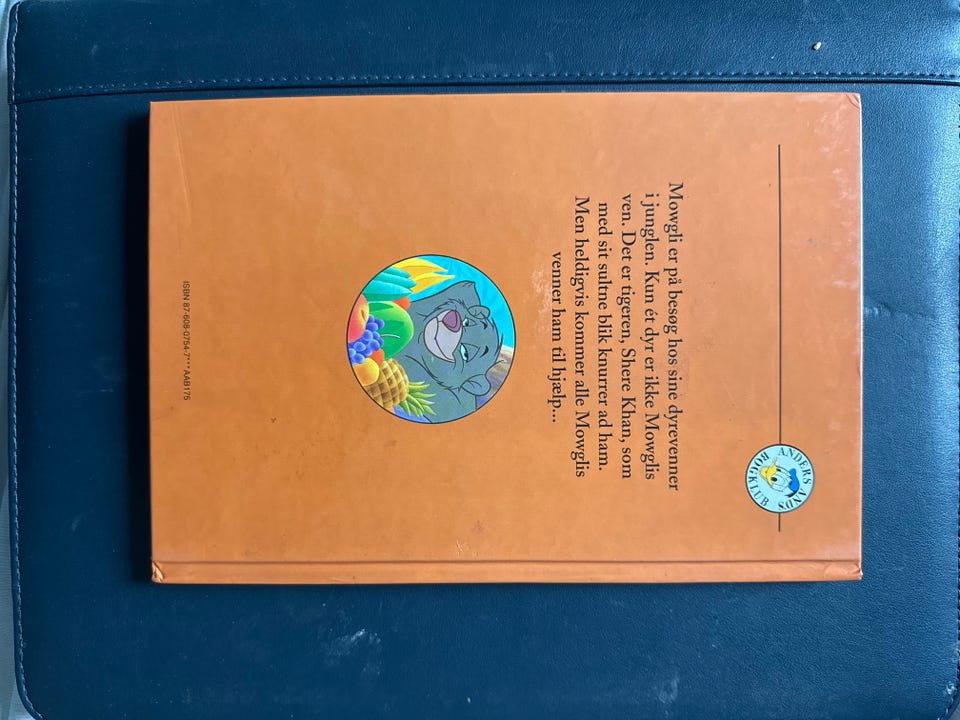 ANDERS AND'S
BOGKLUB
Mowgli er på besøg hos sine dyrevenner
i junglen. Kun ét dyr er ikke Mowglis
ven. Det er tigeren, Shere Khan, som
med sit sultne blik knurrer ad ham.
Men heldigvis kommer alle Mowglis
venner ham til hjælp...
ISBN 87-608-0754-7***AAB175